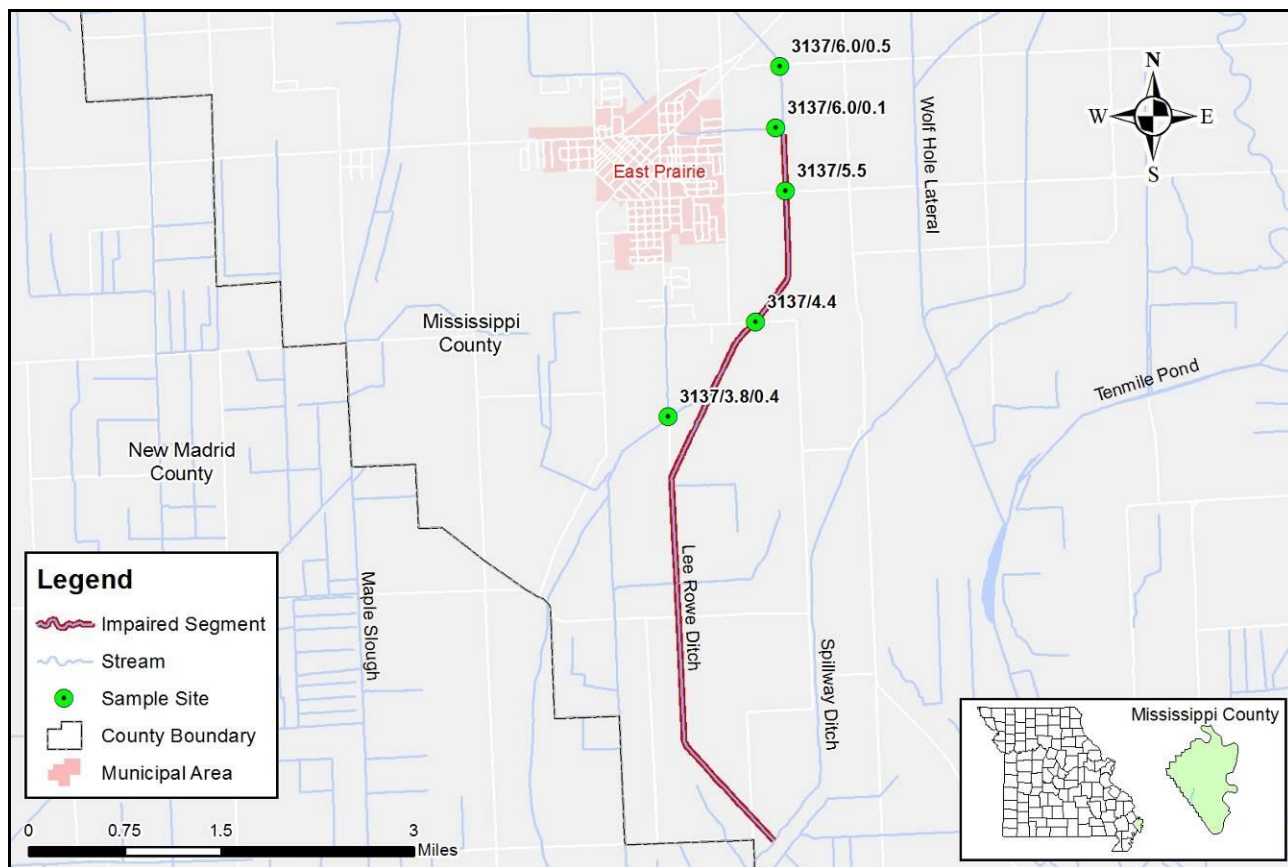 3137/6.0/0.5
N
W
E
S
3137/6.0/0.1
Wolf Hole Lateral
East Prairie
3137/5.5
3137/4.4
Mississippi
County
Tenmile Pond
3137/3.8/0.4
New Madrid
County
Maple Slough
Lee Rowe Ditch
Spillway Ditch
Legend
Impaired Segment
Stream
Sample Site
County Boundary
Municipal Area
Mississippi County
0
0.75
1.5
3
Miles